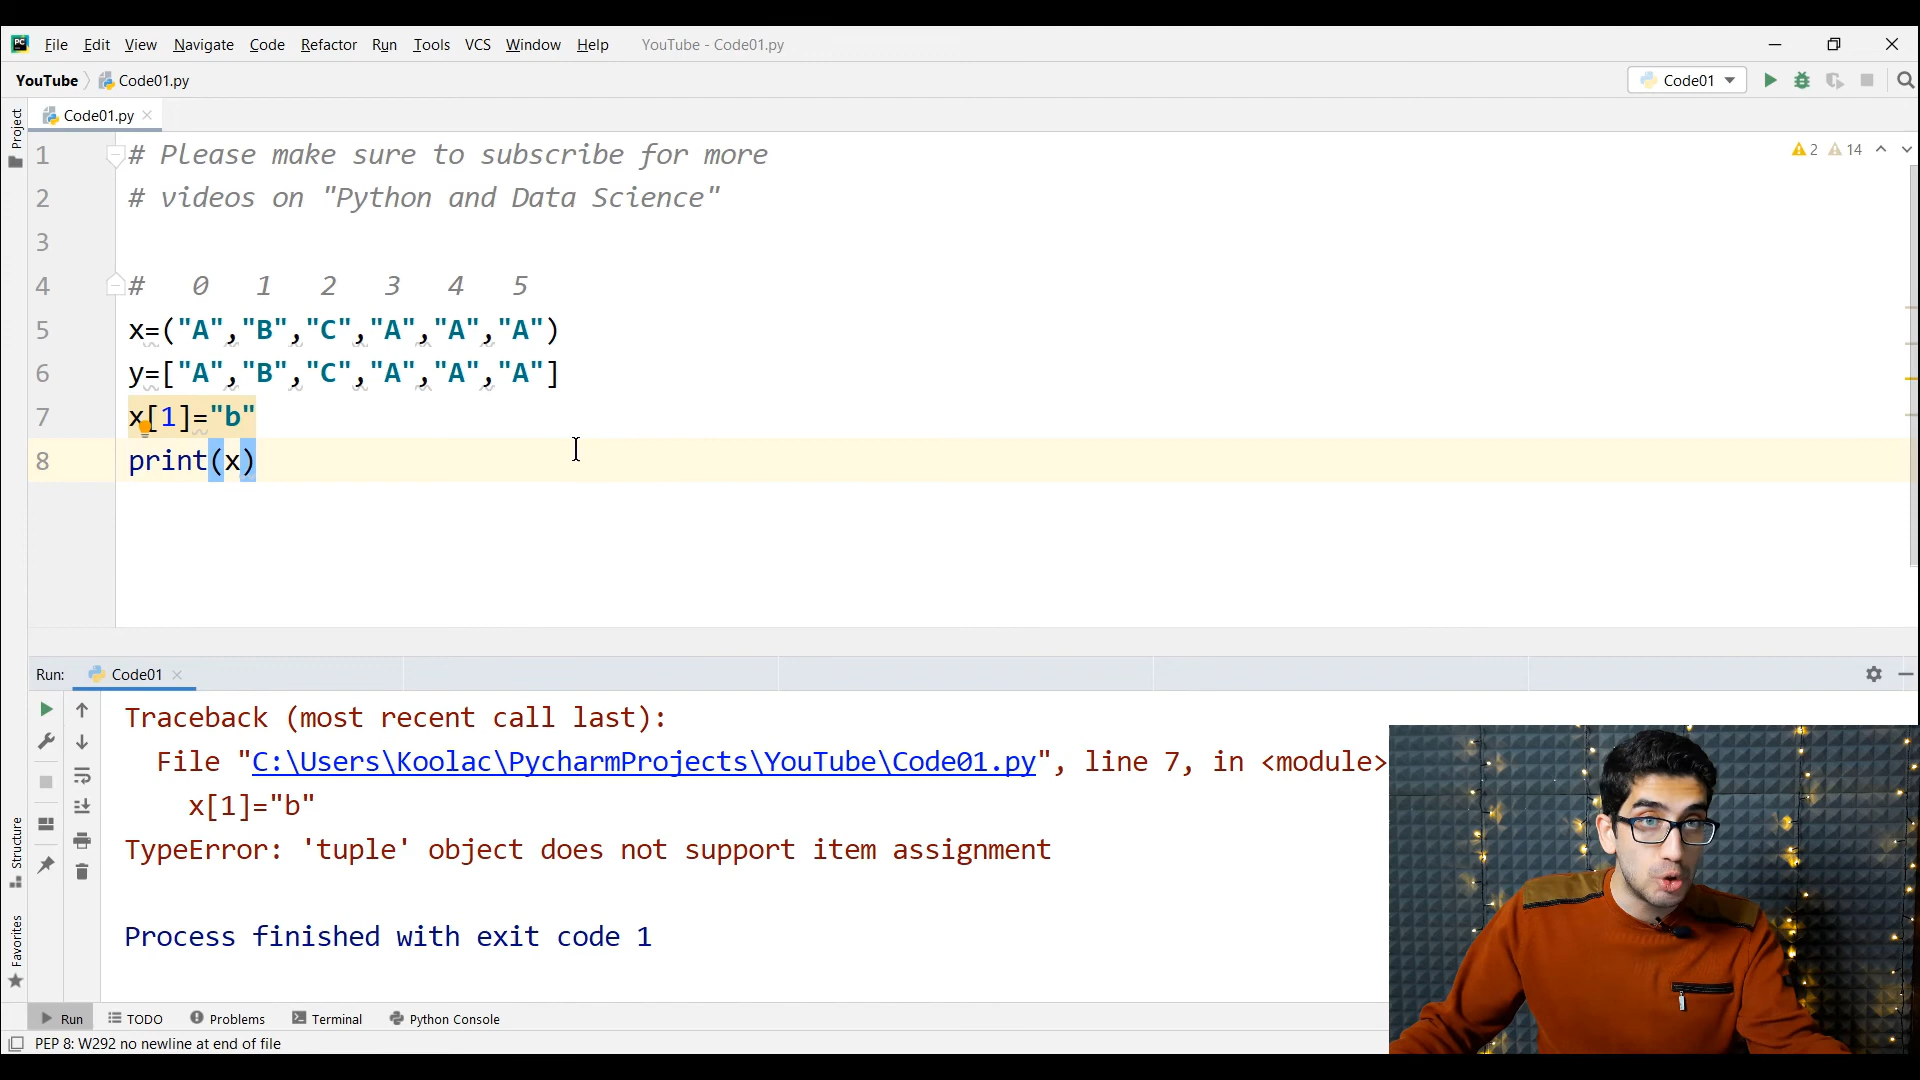 PC File Edit View Navigate Code Refactor Run Tools VCS Window Help YouTube - Code01.py
YouTube Code01.py Code01
Project
Code01.py
2 14
1 # Please make sure to subscribe for more
2 # videos on "Python and Data Science"
3
4 # 0 1 2 3 4 5
5 x=("A","B","C","A","A","A")
6 y=["A","B","C","A","A","A"]
7 x[1]="b"
8 print(x)
Run: Code01
Traceback (most recent call last):
File "C:\Users\Koolac\PycharmProjects\YouTube\Code01.py", line 7, in <module>
x[1]="b"
TypeError: 'tuple' object does not support item assignment
Process finished with exit code 1
Structure
Favorites
Run TODO Problems Terminal Python Console
PEP 8: W292 no newline at end of file